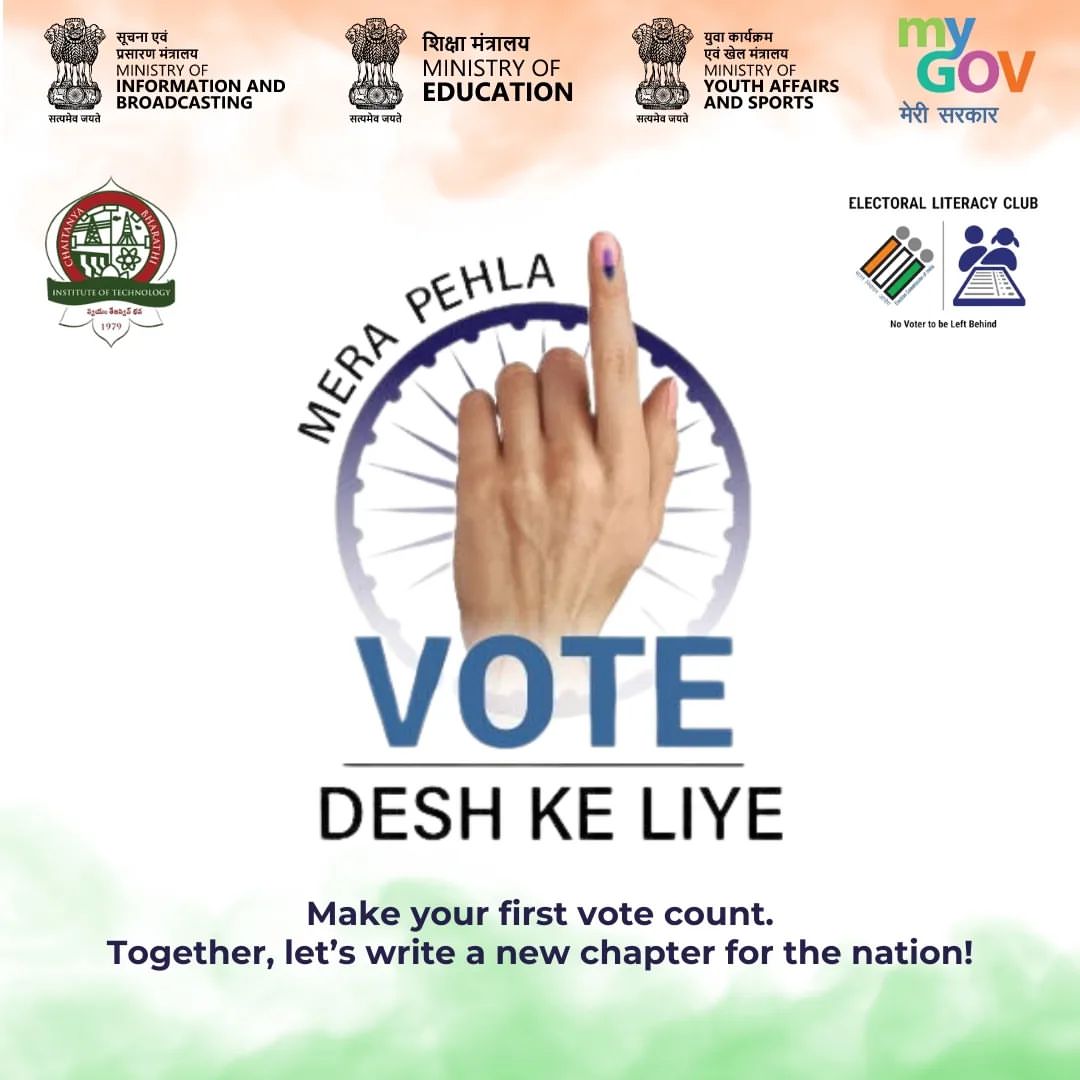 सूचना एवं
प्रसारण मंत्रालय
MINISTRY OF
INFORMATION AND
BROADCASTING
सत्यमेव जयते
शिक्षा मंत्रालय
MINISTRY OF
EDUCATION
सत्यमेव जयते
युवा कार्यक्रम
एवं खेल मंत्रालय
MINISTRY OF
YOUTH AFFAIRS
AND SPORTS
सत्यमेव जयते
my
GOV
मेरी सरकार
CHAITANYA BHARATHI
INSTITUTE OF TECHNOLOGY
స్వయం తేజస్విన్ భవ
1979
ELECTORAL LITERACY CLUB
No Voter to be Left Behind
MERA PEHLA
VOTE
DESH KE LIYE
Make your first vote count.
Together, let’s write a new chapter for the nation!